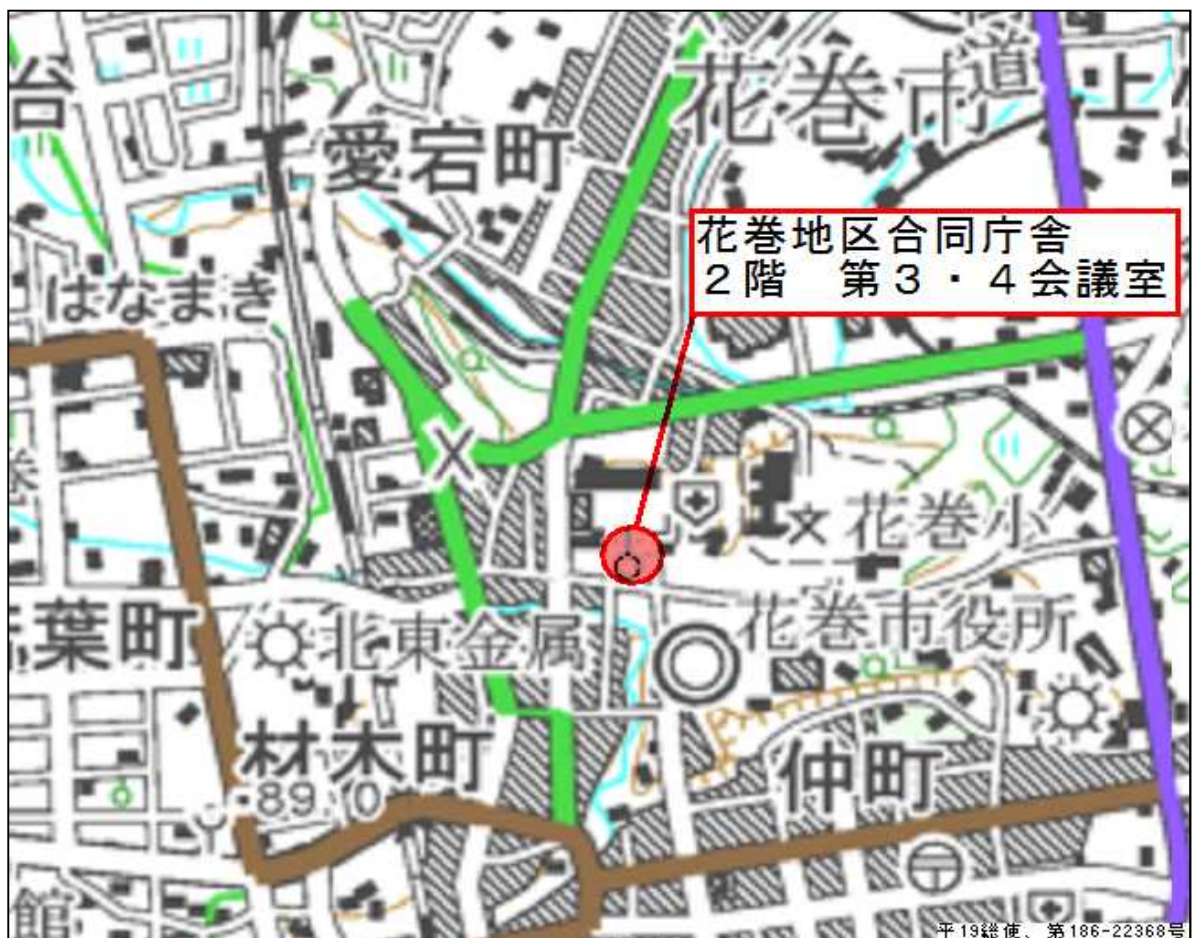 花巻市
道
上
台
愛宕町
花巻地区合同庁舎
２階　第３・４会議室
はなまき
花巻小
葉町
北東金属
花巻市役所
材木町
89.0
仲町
館
平19総使、第186-22368号